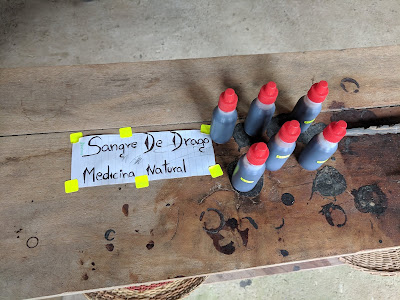 Sangre De Drago
Medicina Natural